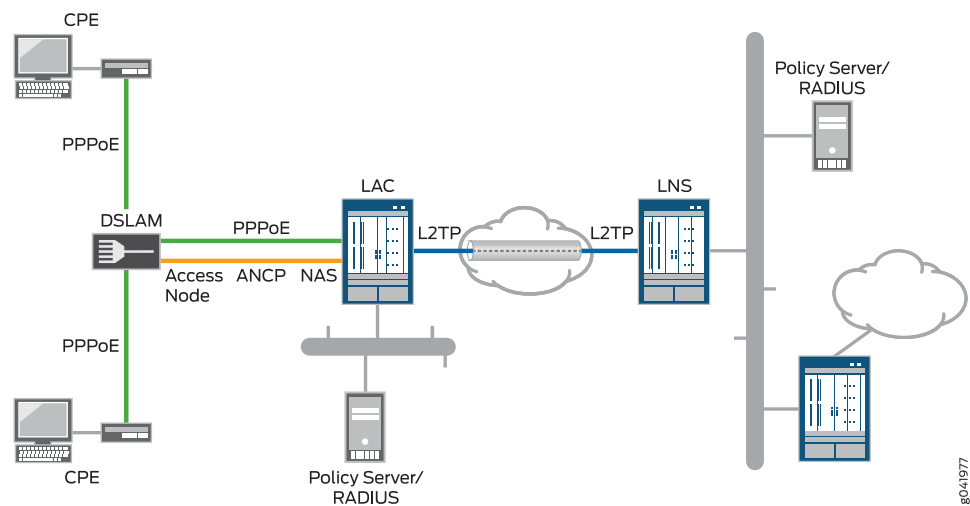 CPE
Policy Server/
RADIUS
PPPoE
LAC
LNS
DSLAM
PPPoE
L2TP
L2TP
Access
Node
ANCP
NAS
PPPoE
CPE
Policy Server/
RADIUS
g041977